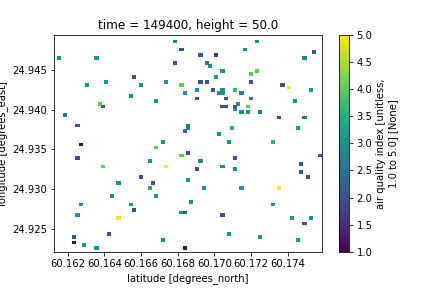 time = 149400, height = 50.0
24.945
24.940
24.935
24.930
24.925
longitude [degrees_east]
60.162 60.164 60.166 60.168 60.170 60.172 60.174
latitude [degrees_north]
5.0
4.5
4.0
3.5
3.0
2.5
2.0
1.5
1.0
air quality index [unitless,
1.0 to 5.0] [None]